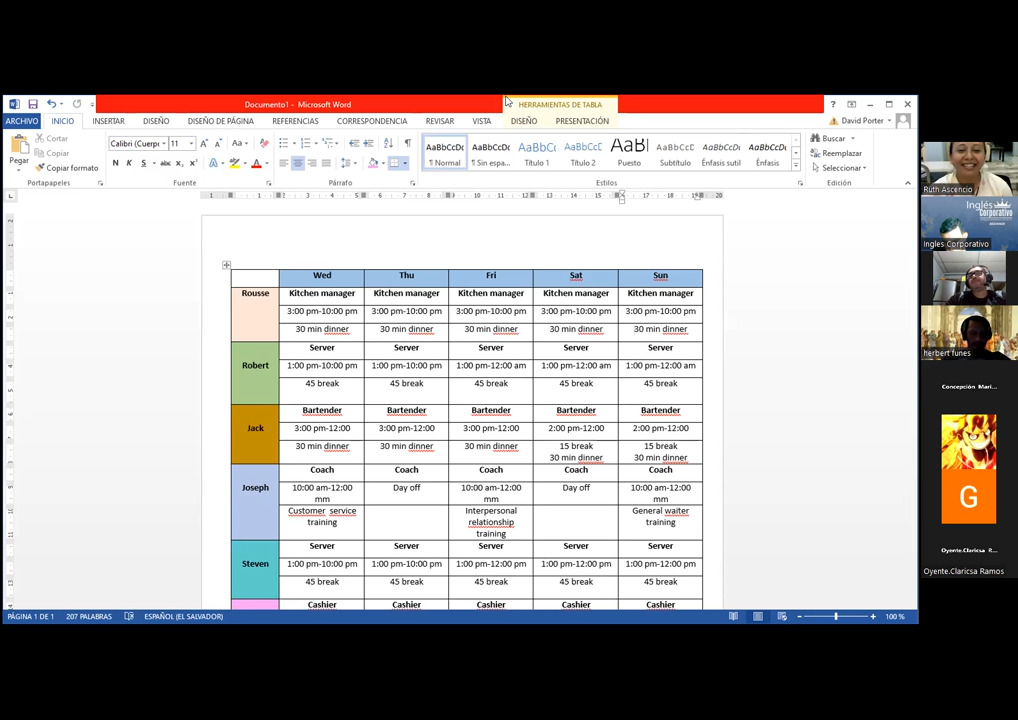 Documento1 - Microsoft Word
HERRAMIENTAS DE TABLA
ARCHIVO INICIO INSERTAR DISEÑO DISEÑO DE PÁGINA REFERENCIAS CORRESPONDENCIA REVISAR VISTA DISEÑO PRESENTACIÓN David Porter
Pegar
Cortar
Copiar
Copiar formato
Portapapeles
Calibri (Cuerp 11
Fuente
Párrafo
AaBbCcDc AaBbCcDc AaBbCc AaBbCcD AaBl AaBbCcD AaBbCcDc AaBbCcDc
¶ Normal ¶ Sin espa... Título 1 Título 2 Puesto Subtítulo Énfasis sutil Énfasis
Estilos
Buscar
Reemplazar
Seleccionar
Edición
Wed Thu Fri Sat Sun
Rousse Kitchen manager Kitchen manager Kitchen manager Kitchen manager Kitchen manager
3:00 pm-10:00 pm 3:00 pm-10:00 pm 3:00 pm-10:00 pm 3:00 pm-10:00 pm 3:00 pm-10:00 pm
30 min dinner 30 min dinner 30 min dinner 30 min dinner 30 min dinner
Server Server Server Server Server
Robert 1:00 pm-10:00 pm 1:00 pm-10:00 pm 1:00 pm-12:00 am 1:00 pm-12:00 am 1:00 pm-12:00 am
45 break 45 break 45 break 45 break 45 break
Bartender Bartender Bartender Bartender Bartender
Jack 3:00 pm-12:00 3:00 pm-12:00 3:00 pm-12:00 2:00 pm-12:00 2:00 pm-12:00
30 min dinner 30 min dinner 30 min dinner 15 break 15 break
30 min dinner 30 min dinner
Coach Coach Coach Coach Coach
Joseph 10:00 am-12:00 Day off 10:00 am-12:00 Day off 10:00 am-12:00
mm mm mm
Customer service Interpersonal General waiter
training relationship training
training
Server Server Server Server Server
Steven 1:00 pm-10:00 pm 1:00 pm-10:00 pm 1:00 pm-12:00 pm 1:00 pm-12:00 pm 1:00 pm-12:00 pm
45 break 45 break 45 break 45 break 45 break
Cashier Cashier Cashier Cashier Cashier
PÁGINA 1 DE 1 207 PALABRAS ESPAÑOL (EL SALVADOR) 100 %
Ruth Ascencio
Inglés
Corporativo
Ingles Corporativo
herbert funes
Concepción Mari...
G
Oyente.Claricsa R...
Oyente.Claricsa Ramos